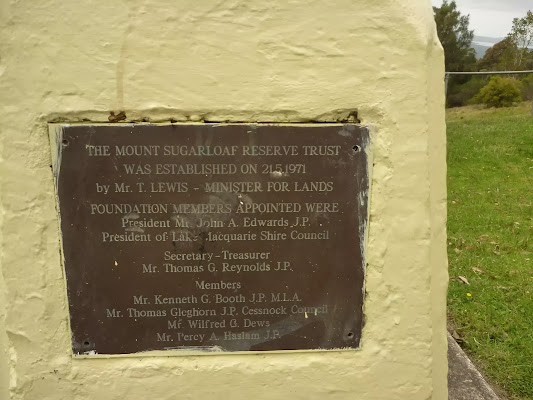 THE MOUNT SUGARLOAF RESERVE TRUST
WAS ESTABLISHED ON 21.5.1971
by Mr. T. LEWIS - MINISTER FOR LANDS
FOUNDATION MEMBERS APPOINTED WERE
President Mr. John A. Edwards J.P.
President of Lake Macquarie Shire Council
Secretary-Treasurer
Mr. Thomas G. Reynolds J.P.
Members
Mr. Kenneth G. Booth J.P. M.L.A.
Mr. Thomas Gleghorn J.P. Cessnock Council
Mr. Wilfred G. Dews
Mr. Percy A. Haslam J.P.